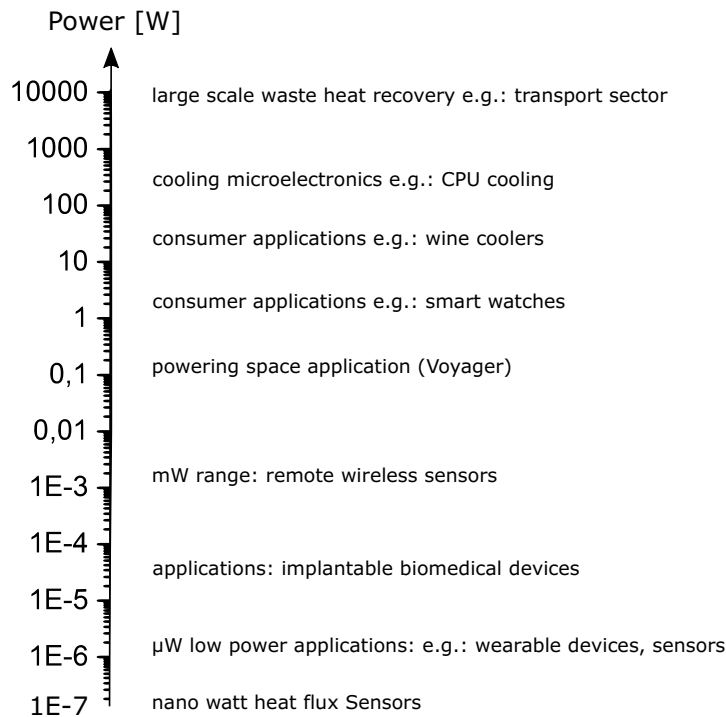 Power [W]
10000 large scale waste heat recovery e.g.: transport sector
1000
cooling microelectronics e.g.: CPU cooling
100
consumer applications e.g.: wine coolers
10
consumer applications e.g.: smart watches
1
powering space application (Voyager)
0,1
0,01
mW range: remote wireless sensors
1E-3
1E-4
applications: implantable biomedical devices
1E-5
µW low power applications: e.g.: wearable devices, sensors
1E-6
1E-7 nano watt heat flux Sensors